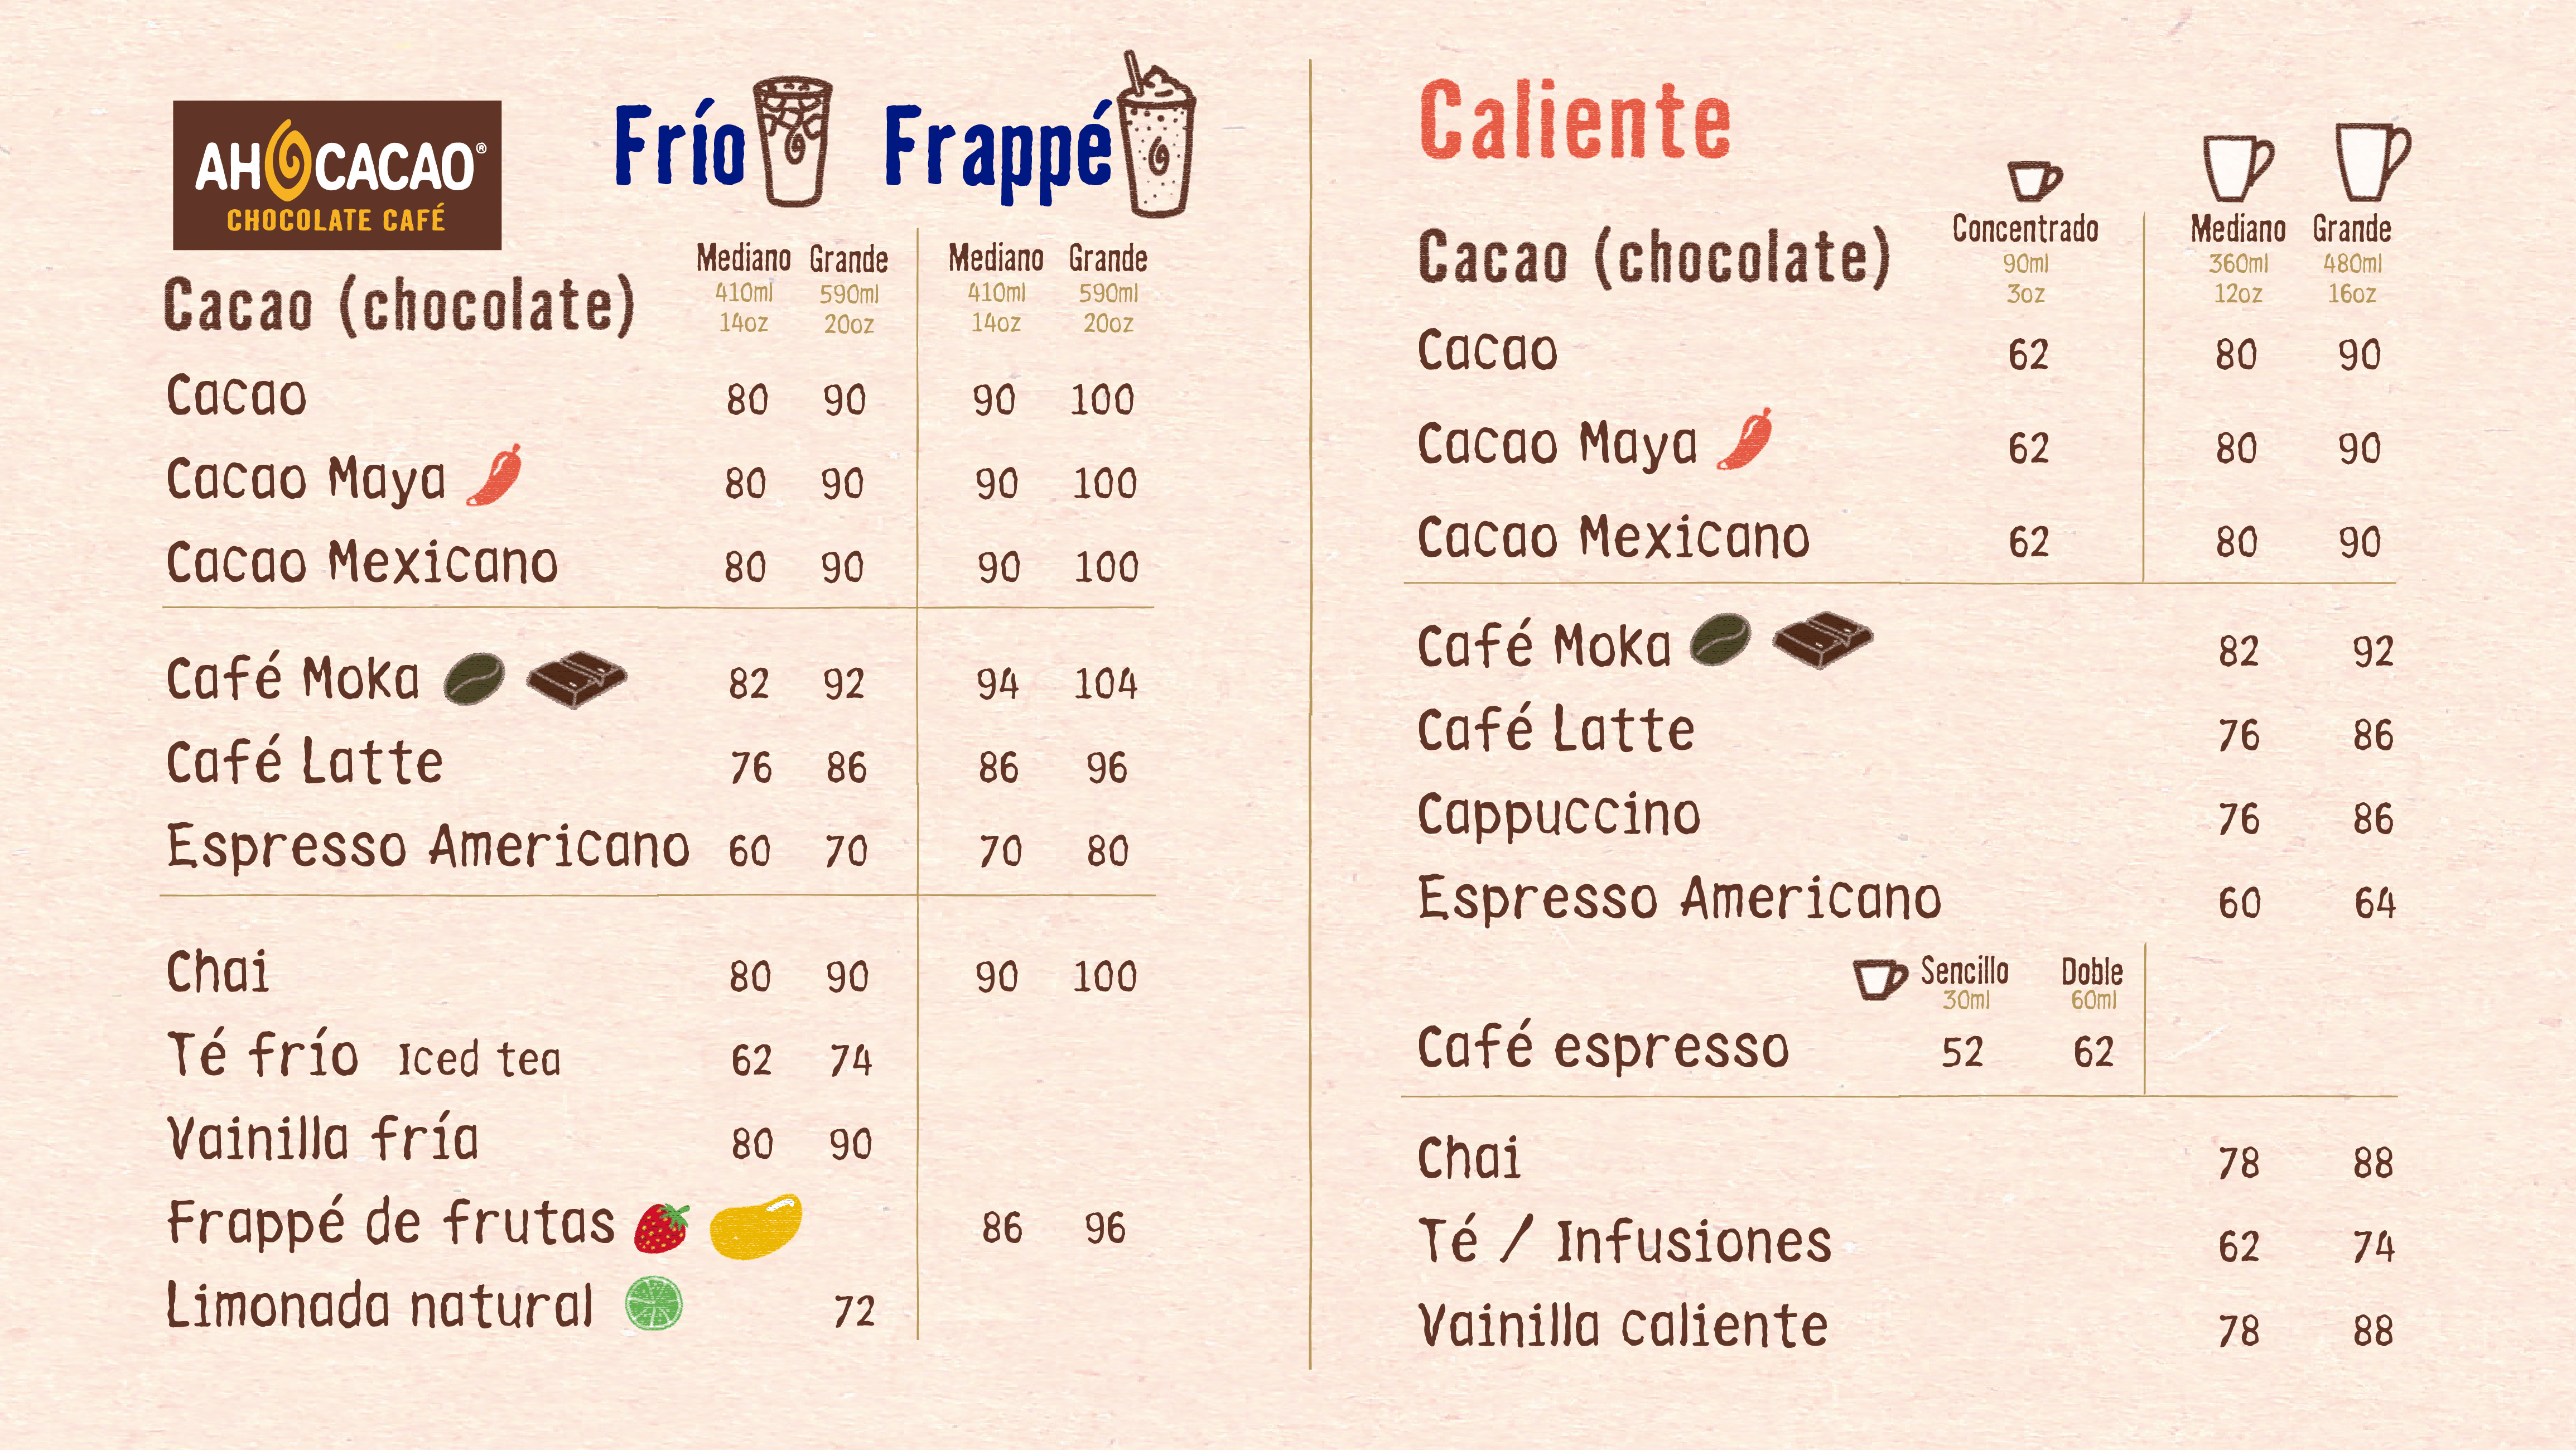 AH CACAO®
CHOCOLATE CAFÉ
Frío Frappé
Mediano Grande Mediano Grande
410ml 590ml 410ml 590ml
14oz 20oz 14oz 20oz
Cacao (chocolate)
Cacao 80 90 90 100
Cacao Maya 80 90 90 100
Cacao Mexicano 80 90 90 100
Café Moka 82 92 94 104
Café Latte 76 86 86 96
Espresso Americano 60 70 70 80
Chai 80 90 90 100
Té frío Iced tea 62 74
Vainilla fría 80 90
Frappé de frutas 86 96
Limonada natural 72
Caliente
Concentrado Mediano Grande
90ml 360ml 480ml
3oz 12oz 16oz
Cacao (chocolate)
Cacao 62 80 90
Cacao Maya 62 80 90
Cacao Mexicano 62 80 90
Café Moka 82 92
Café Latte 76 86
Cappuccino 76 86
Espresso Americano 60 64
Sencillo Doble
30ml 60ml
Café espresso 52 62
Chai 78 88
Té / Infusiones 62 74
Vainilla caliente 78 88